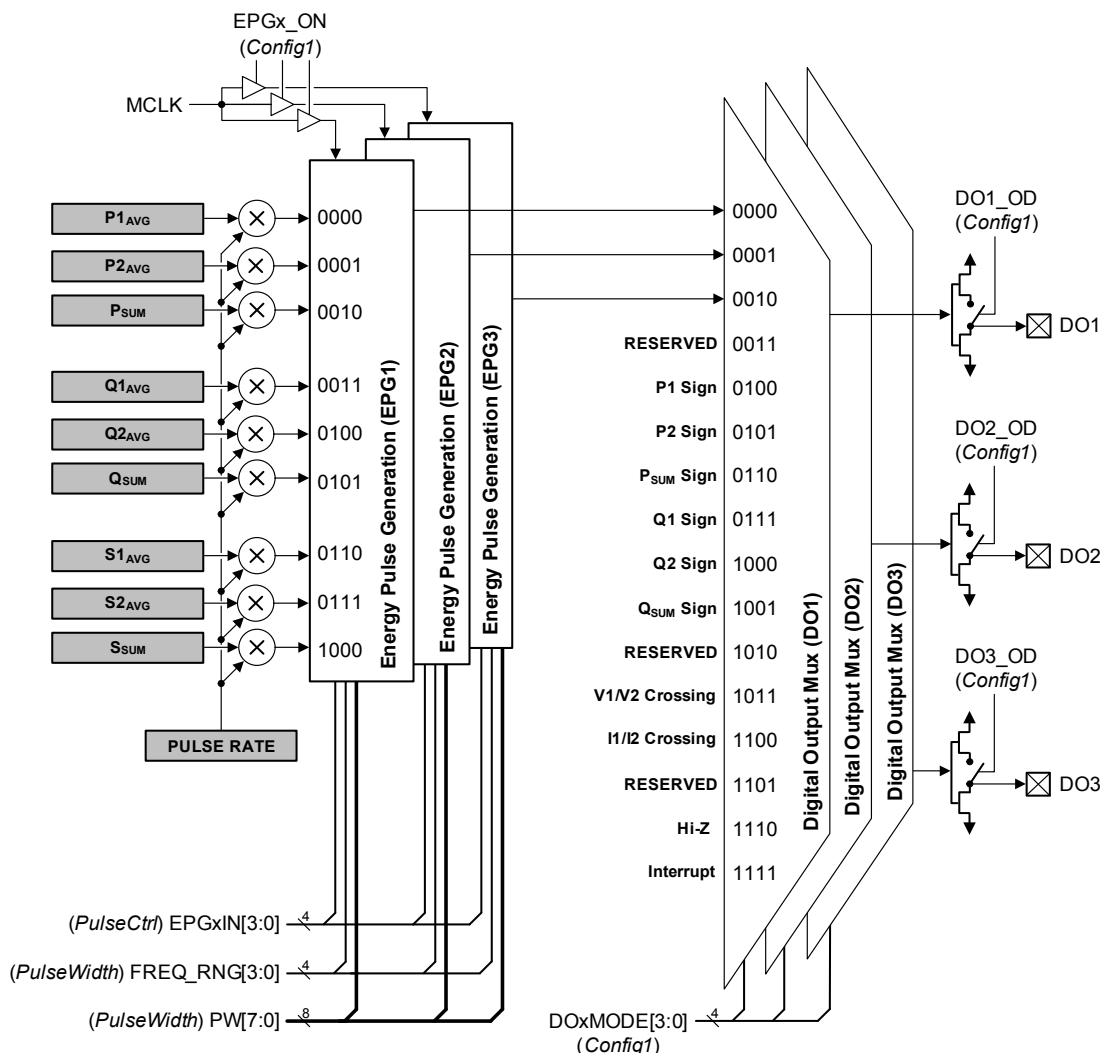 EPGx_ON
(Config1)
MCLK
P1AVG
P2AVG
PSUM
Q1AVG
Q2AVG
QSUM
S1AVG
S2AVG
SSUM
PULSE RATE
0000
0001
0010
0011
0100
0101
0110
0111
1000
Energy Pulse Generation (EPG1)
Energy Pulse Generation (EPG2)
Energy Pulse Generation (EPG3)
0000
0001
0010
RESERVED 0011
P1 Sign 0100
P2 Sign 0101
PSUM Sign 0110
Q1 Sign 0111
Q2 Sign 1000
QSUM Sign 1001
RESERVED 1010
V1/V2 Crossing 1011
I1/I2 Crossing 1100
RESERVED 1101
Hi-Z 1110
Interrupt 1111
Digital Output Mux (DO1)
Digital Output Mux (DO2)
Digital Output Mux (DO3)
DO1_OD
(Config1)
DO1
DO2_OD
(Config1)
DO2
DO3_OD
(Config1)
DO3
(PulseCtrl) EPGxIN[3:0] 4
(PulseWidth) FREQ_RNG[3:0] 4
(PulseWidth) PW[7:0] 8
DOxMODE[3:0] 4
(Config1)